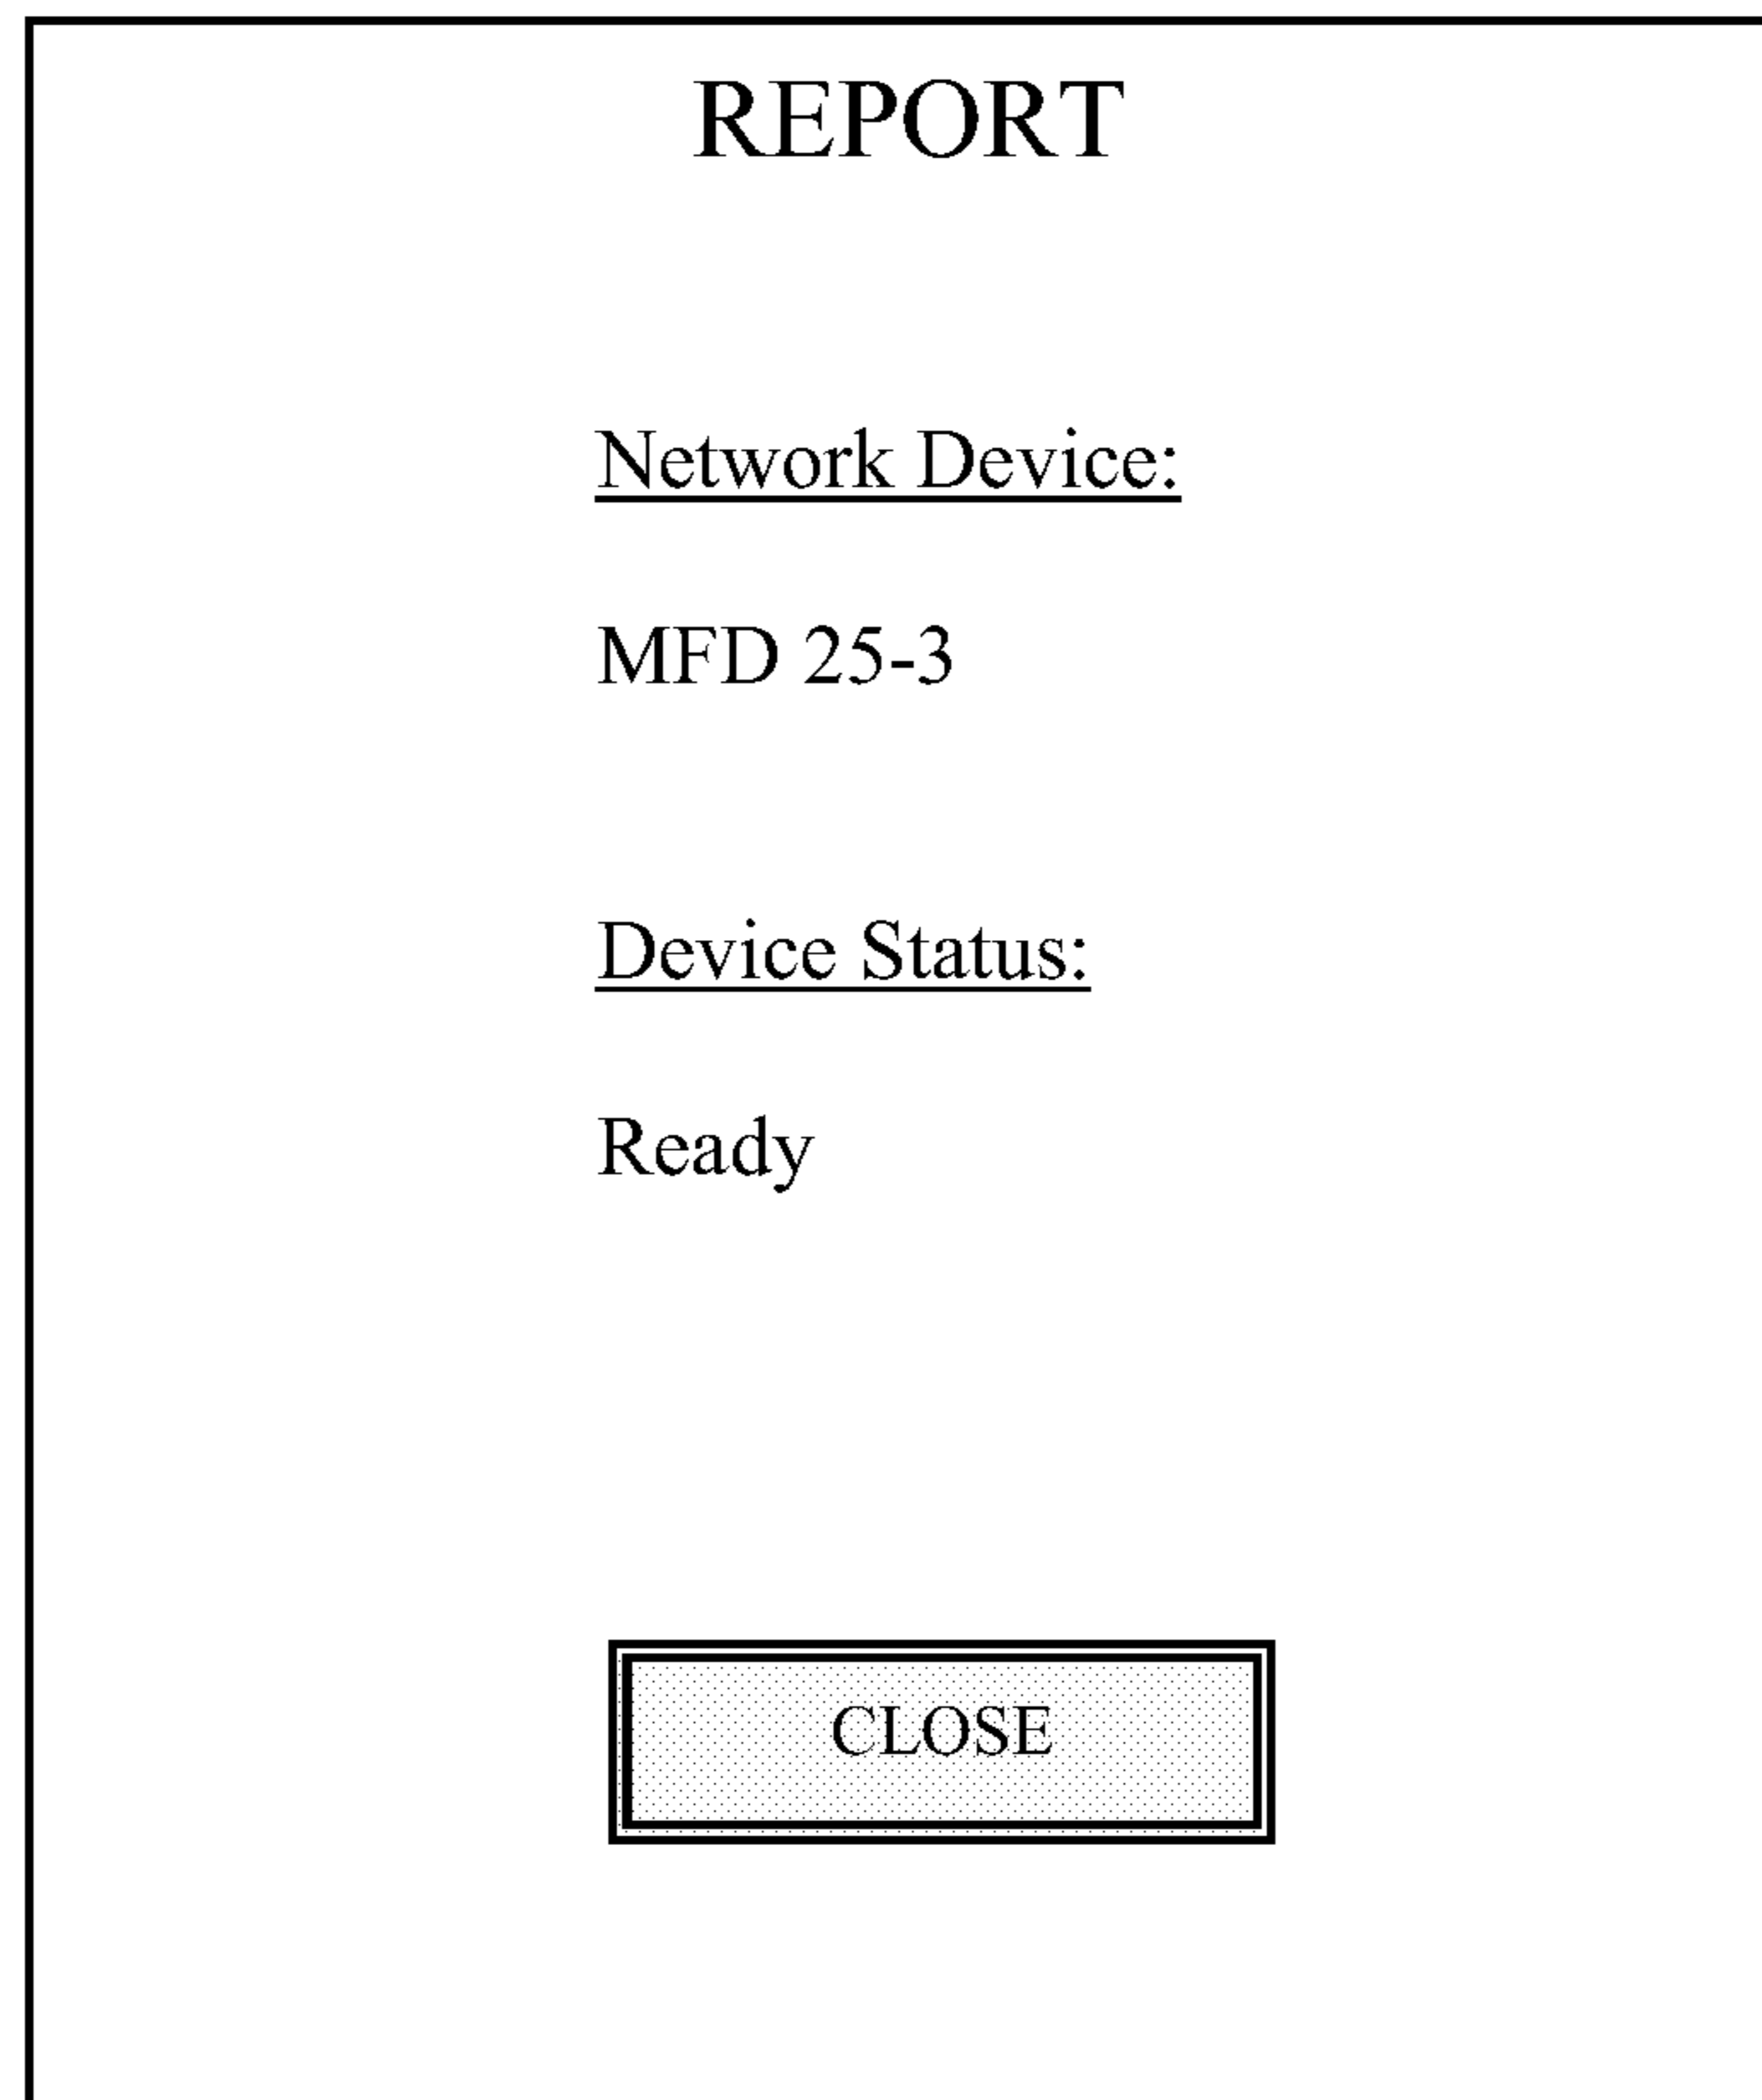 REPORT
Network Device:
MFD 25-3
Device Status:
Ready
CLOSE